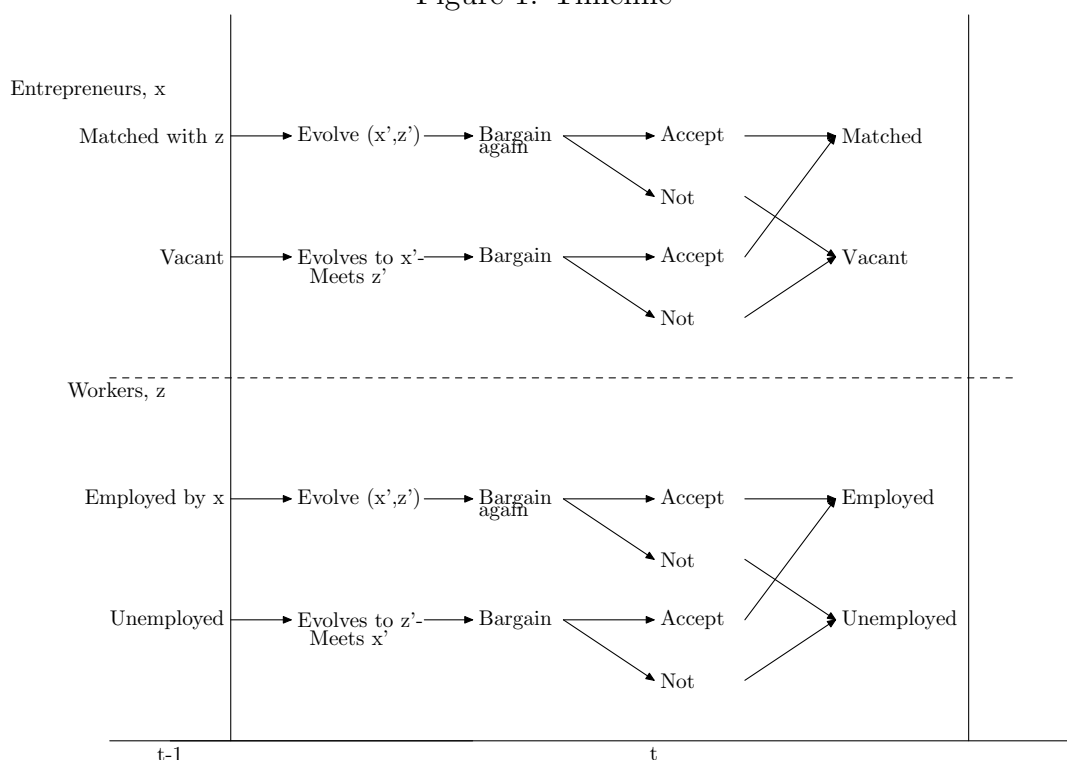 Figure 1: Timeline
Entrepreneurs, x
Matched with z
Evolve (x',z')
Bargain
again
Accept
Matched
Not
Vacant
Evolves to x'-
Meets z'
Bargain
Accept
Vacant
Not
Workers, z
Employed by x
Evolve (x',z')
Bargain
again
Accept
Employed
Not
Unemployed
Evolves to z'-
Meets x'
Bargain
Accept
Unemployed
Not
t-1
t